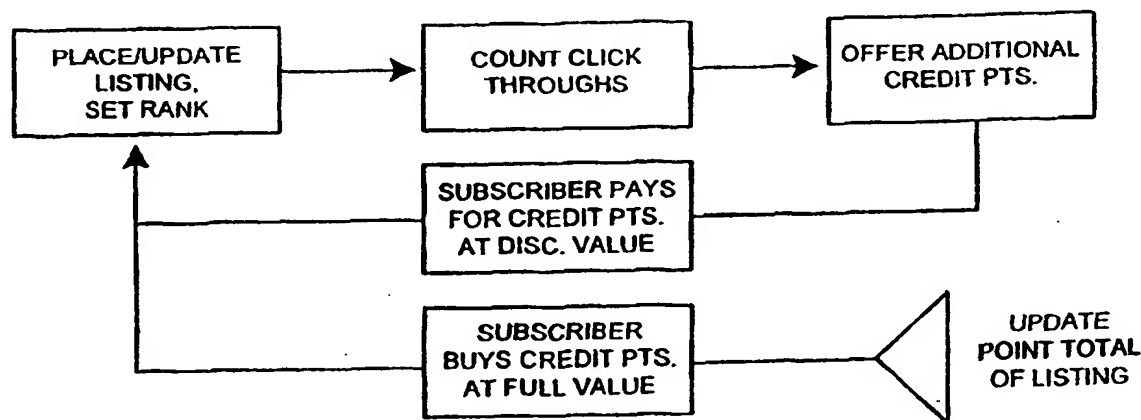 PLACE/UPDATE
LISTING,
SET RANK
COUNT CLICK
THROUGHS
OFFER ADDITIONAL
CREDIT PTS.
SUBSCRIBER PAYS
FOR CREDIT PTS.
AT DISC. VALUE
SUBSCRIBER
BUYS CREDIT PTS.
AT FULL VALUE
UPDATE
POINT TOTAL
OF LISTING